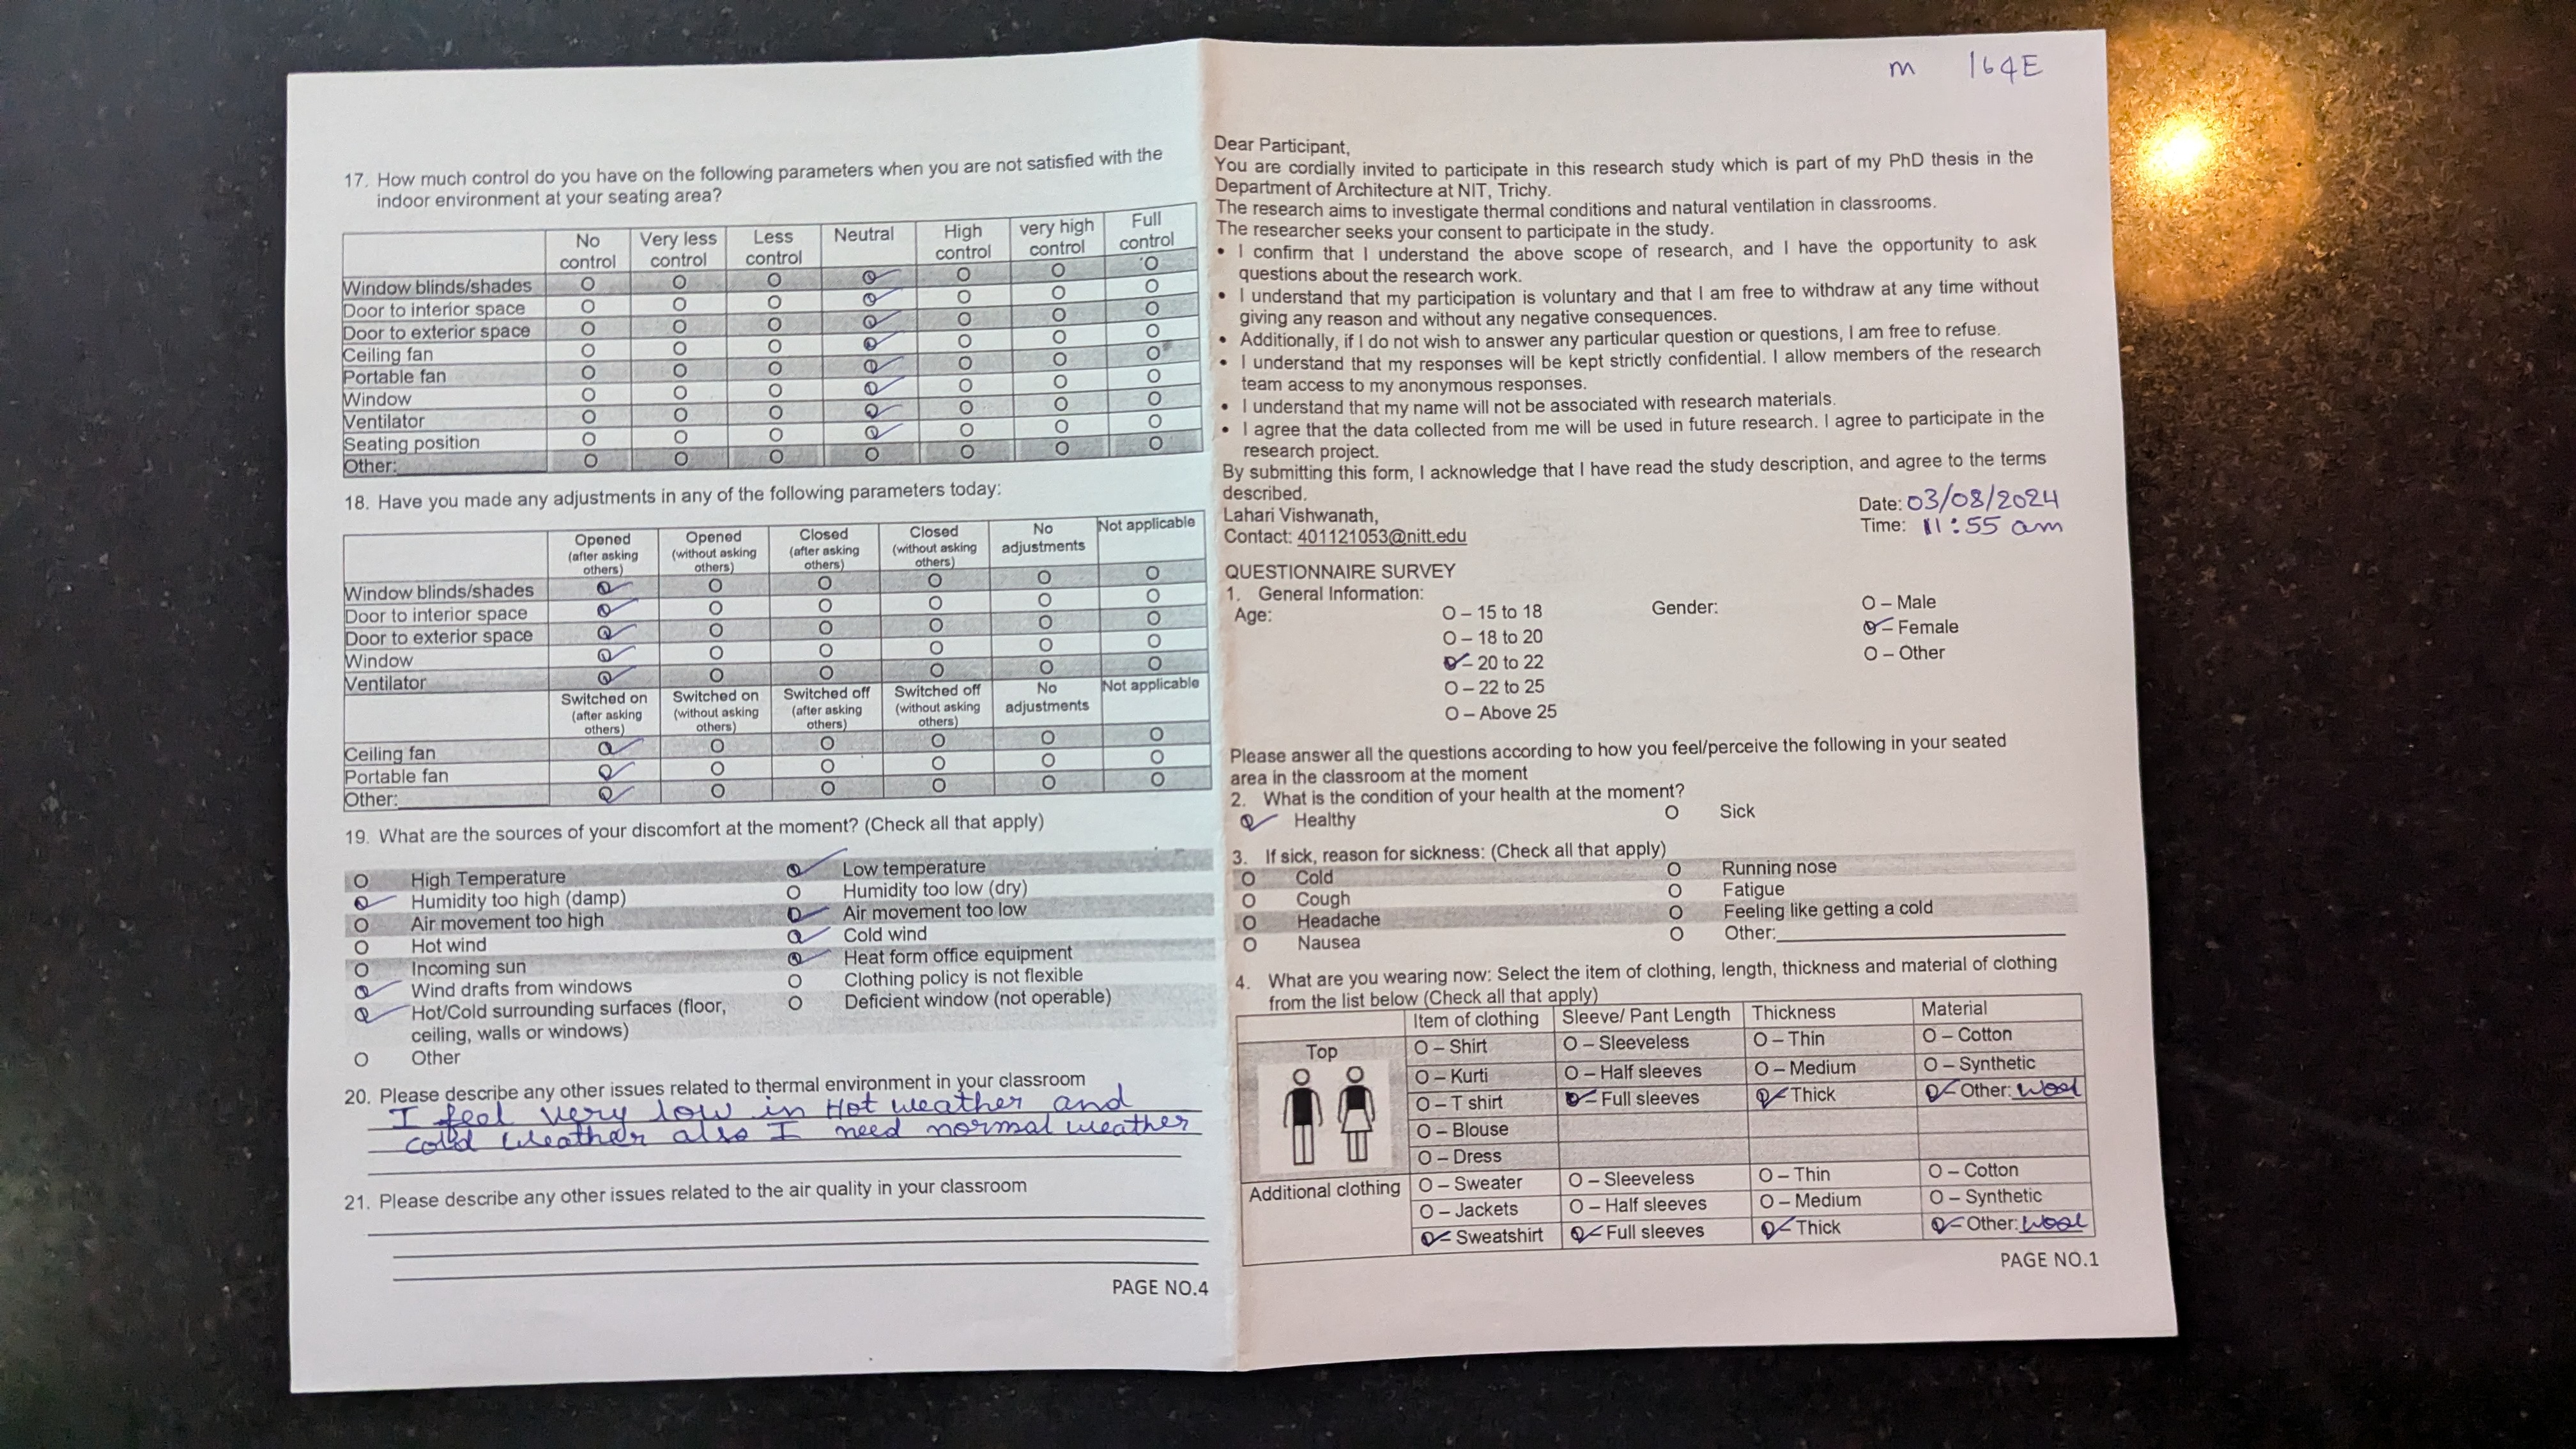 17. How much control do you have on the following parameters when you are not satisfied with the
indoor environment at your seating area?
No control Very less control Less control Neutral High control very high control Full control
Window blinds/shades O O O O O O O
Door to interior space O O O O O O O
Door to exterior space O O O O O O O
Ceiling fan O O O O O O O
Portable fan O O O O O O O
Window O O O O O O O
Ventilator O O O O O O O
Seating position O O O O O O O
Other: O O O O O O O
18. Have you made any adjustments in any of the following parameters today:
Opened (after asking others) Opened (without asking others) Closed (after asking others) Closed (without asking others) No adjustments Not applicable
Window blinds/shades O O O O O O
Door to interior space O O O O O O
Door to exterior space O O O O O O
Window O O O O O O
Ventilator O O O O O O
Switched on (after asking others) Switched on (without asking others) Switched off (after asking others) Switched off (without asking others) No adjustments Not applicable
Ceiling fan O O O O O O
Portable fan O O O O O O
Other: O O O O O O
19. What are the sources of your discomfort at the moment? (Check all that apply)
O High Temperature O Low temperature
O Humidity too high (damp) O Humidity too low (dry)
O Air movement too high O Air movement too low
O Hot wind O Cold wind
O Incoming sun O Heat form office equipment
O Wind drafts from windows O Clothing policy is not flexible
O Hot/Cold surrounding surfaces (floor, O Deficient window (not operable)
ceiling, walls or windows)
O Other
20. Please describe any other issues related to thermal environment in your classroom
I feel very low in Hot weather and
cold weather also I need normal weather
21. Please describe any other issues related to the air quality in your classroom
PAGE NO.4
m 164E
Dear Participant,
You are cordially invited to participate in this research study which is part of my PhD thesis in the
Department of Architecture at NIT, Trichy.
The research aims to investigate thermal conditions and natural ventilation in classrooms.
The researcher seeks your consent to participate in the study.
• I confirm that I understand the above scope of research, and I have the opportunity to ask
questions about the research work.
• I understand that my participation is voluntary and that I am free to withdraw at any time without
giving any reason and without any negative consequences.
• Additionally, if I do not wish to answer any particular question or questions, I am free to refuse.
• I understand that my responses will be kept strictly confidential. I allow members of the research
team access to my anonymous responses.
• I understand that my name will not be associated with research materials.
• I agree that the data collected from me will be used in future research. I agree to participate in the
research project.
By submitting this form, I acknowledge that I have read the study description, and agree to the terms
described.
Lahari Vishwanath,
Contact: 401121053@nitt.edu
Date: 03/08/2024
Time: 11:55 am
QUESTIONNAIRE SURVEY
1. General Information:
Age: O – 15 to 18 Gender: O – Male
O – 18 to 20 O – Female
O – 20 to 22 O – Other
O – 22 to 25
O – Above 25
Please answer all the questions according to how you feel/perceive the following in your seated
area in the classroom at the moment
2. What is the condition of your health at the moment?
O Healthy O Sick
3. If sick, reason for sickness: (Check all that apply)
O Cold O Running nose
O Cough O Fatigue
O Headache O Feeling like getting a cold
O Nausea O Other:
4. What are you wearing now: Select the item of clothing, length, thickness and material of clothing
from the list below (Check all that apply)
Item of clothing Sleeve/ Pant Length Thickness Material
Top O – Shirt O – Sleeveless O – Thin O – Cotton
O – Kurti O – Half sleeves O – Medium O – Synthetic
O – T shirt O – Full sleeves O – Thick O – Other: Wool
O – Blouse
O – Dress
Additional clothing O – Sweater O – Sleeveless O – Thin O – Cotton
O – Jackets O – Half sleeves O – Medium O – Synthetic
O – Sweatshirt O – Full sleeves O – Thick O – Other: Wool
PAGE NO.1